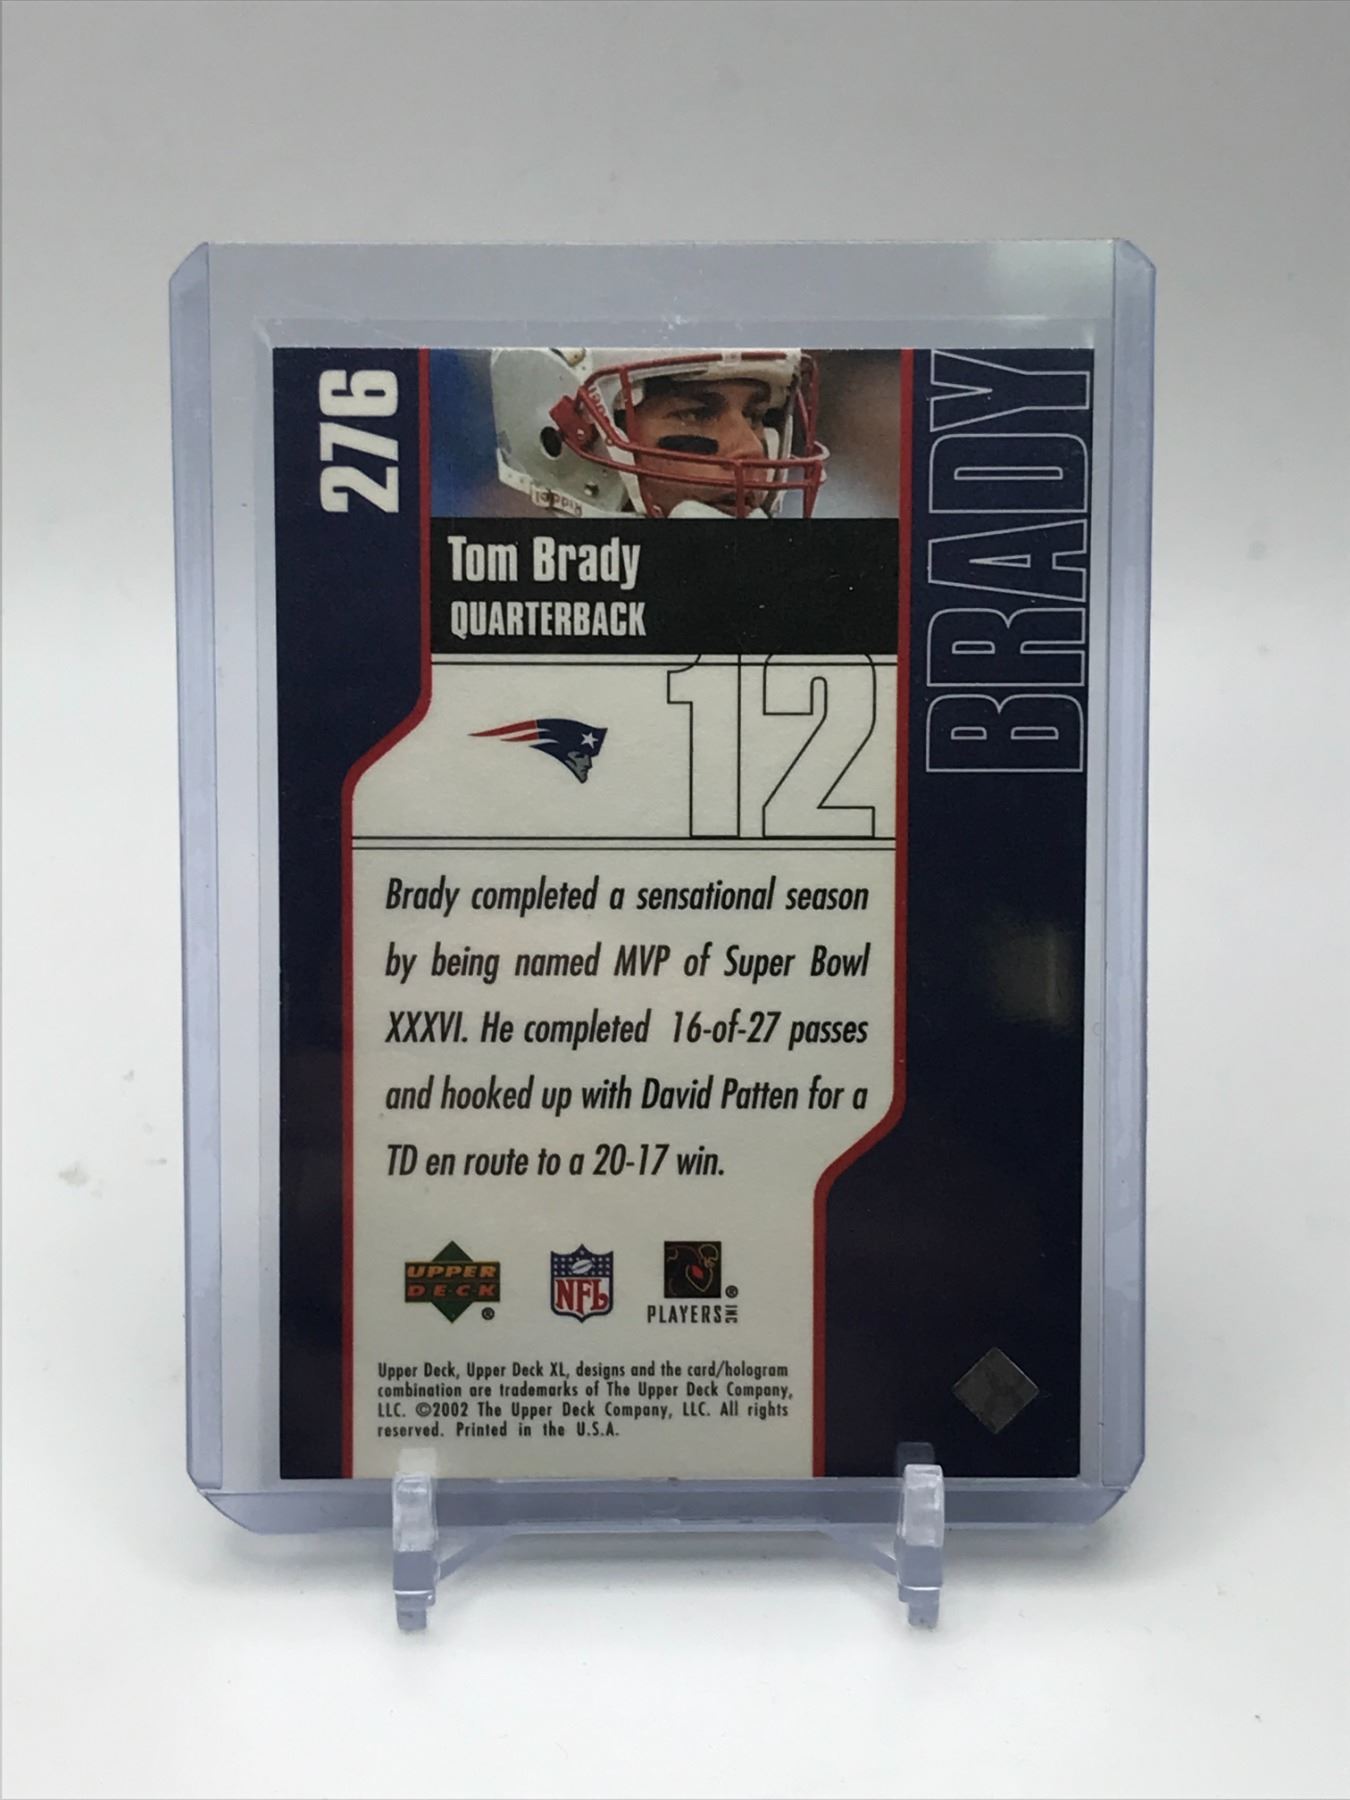 276
BRADY
Riddell
Tom Brady
QUARTERBACK
12
Brady completed a sensational season
by being named MVP of Super Bowl
XXXVI. He completed 16-of-27 passes
and hooked up with David Patten for a
TD en route to a 20-17 win.
UPPER
DECK
®
NFL
PLAYERS INC
®
Upper Deck, Upper Deck XL, designs and the card/hologram
combination are trademarks of The Upper Deck Company,
LLC. ©2002 The Upper Deck Company, LLC. All rights
reserved. Printed in the U.S.A.